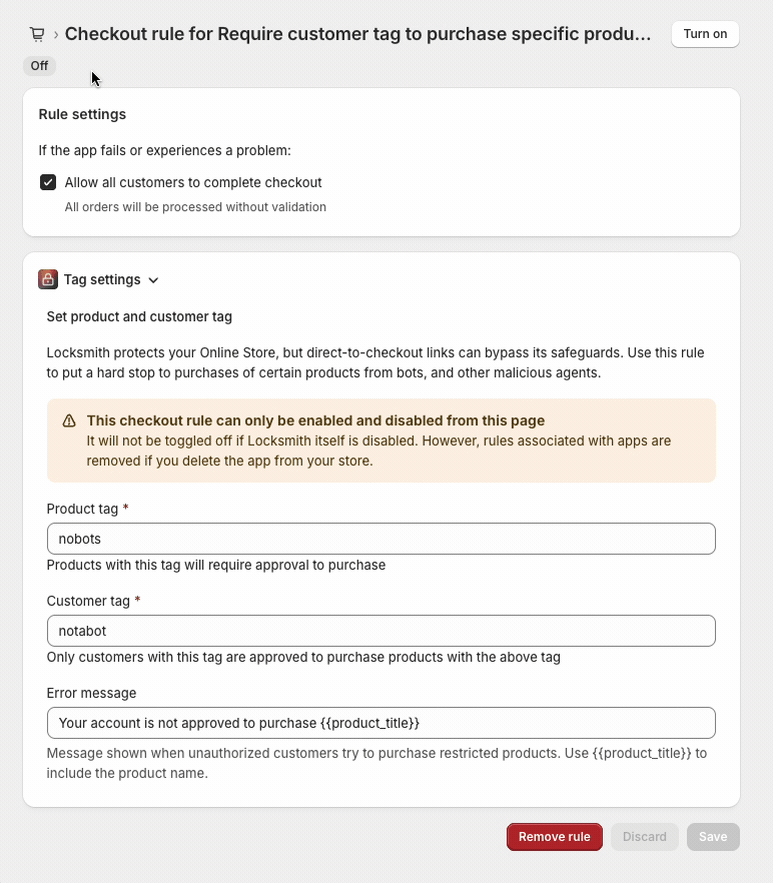 Checkout rule for Require customer tag to purchase specific produ...
Turn on
Off
Rule settings
If the app fails or experiences a problem:
Allow all customers to complete checkout
All orders will be processed without validation
Tag settings
Set product and customer tag
Locksmith protects your Online Store, but direct-to-checkout links can bypass its safeguards. Use this rule
to put a hard stop to purchases of certain products from bots, and other malicious agents.
This checkout rule can only be enabled and disabled from this page
It will not be toggled off if Locksmith itself is disabled. However, rules associated with apps are
removed if you delete the app from your store.
Product tag *
nobots
Products with this tag will require approval to purchase
Customer tag *
notabot
Only customers with this tag are approved to purchase products with the above tag
Error message
Your account is not approved to purchase {{product_title}}
Message shown when unauthorized customers try to purchase restricted products. Use {{product_title}} to
include the product name.
Remove rule
Discard
Save